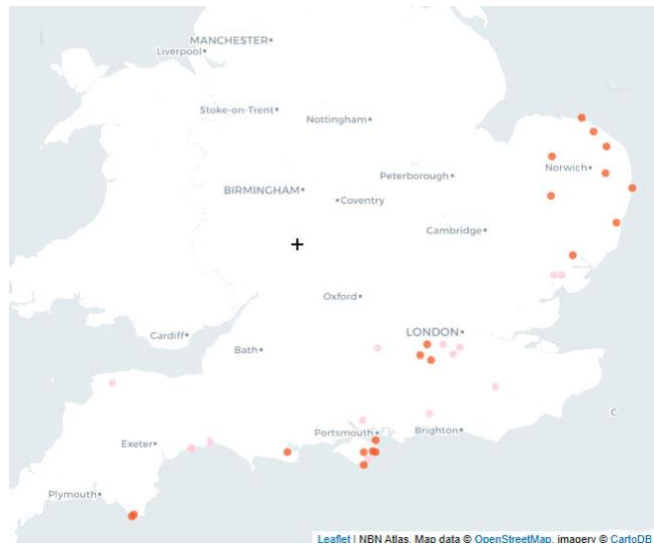 MANCHESTER
Liverpool
Stoke-on-Trent
Nottingham
Norwich
Peterborough
BIRMINGHAM
Coventry
Cambridge
Oxford
LONDON
Cardiff
Bath
Portsmouth
Brighton
Exeter
Plymouth
Leaflet | NBN Atlas, Map data © OpenStreetMap, imagery © CartoDB